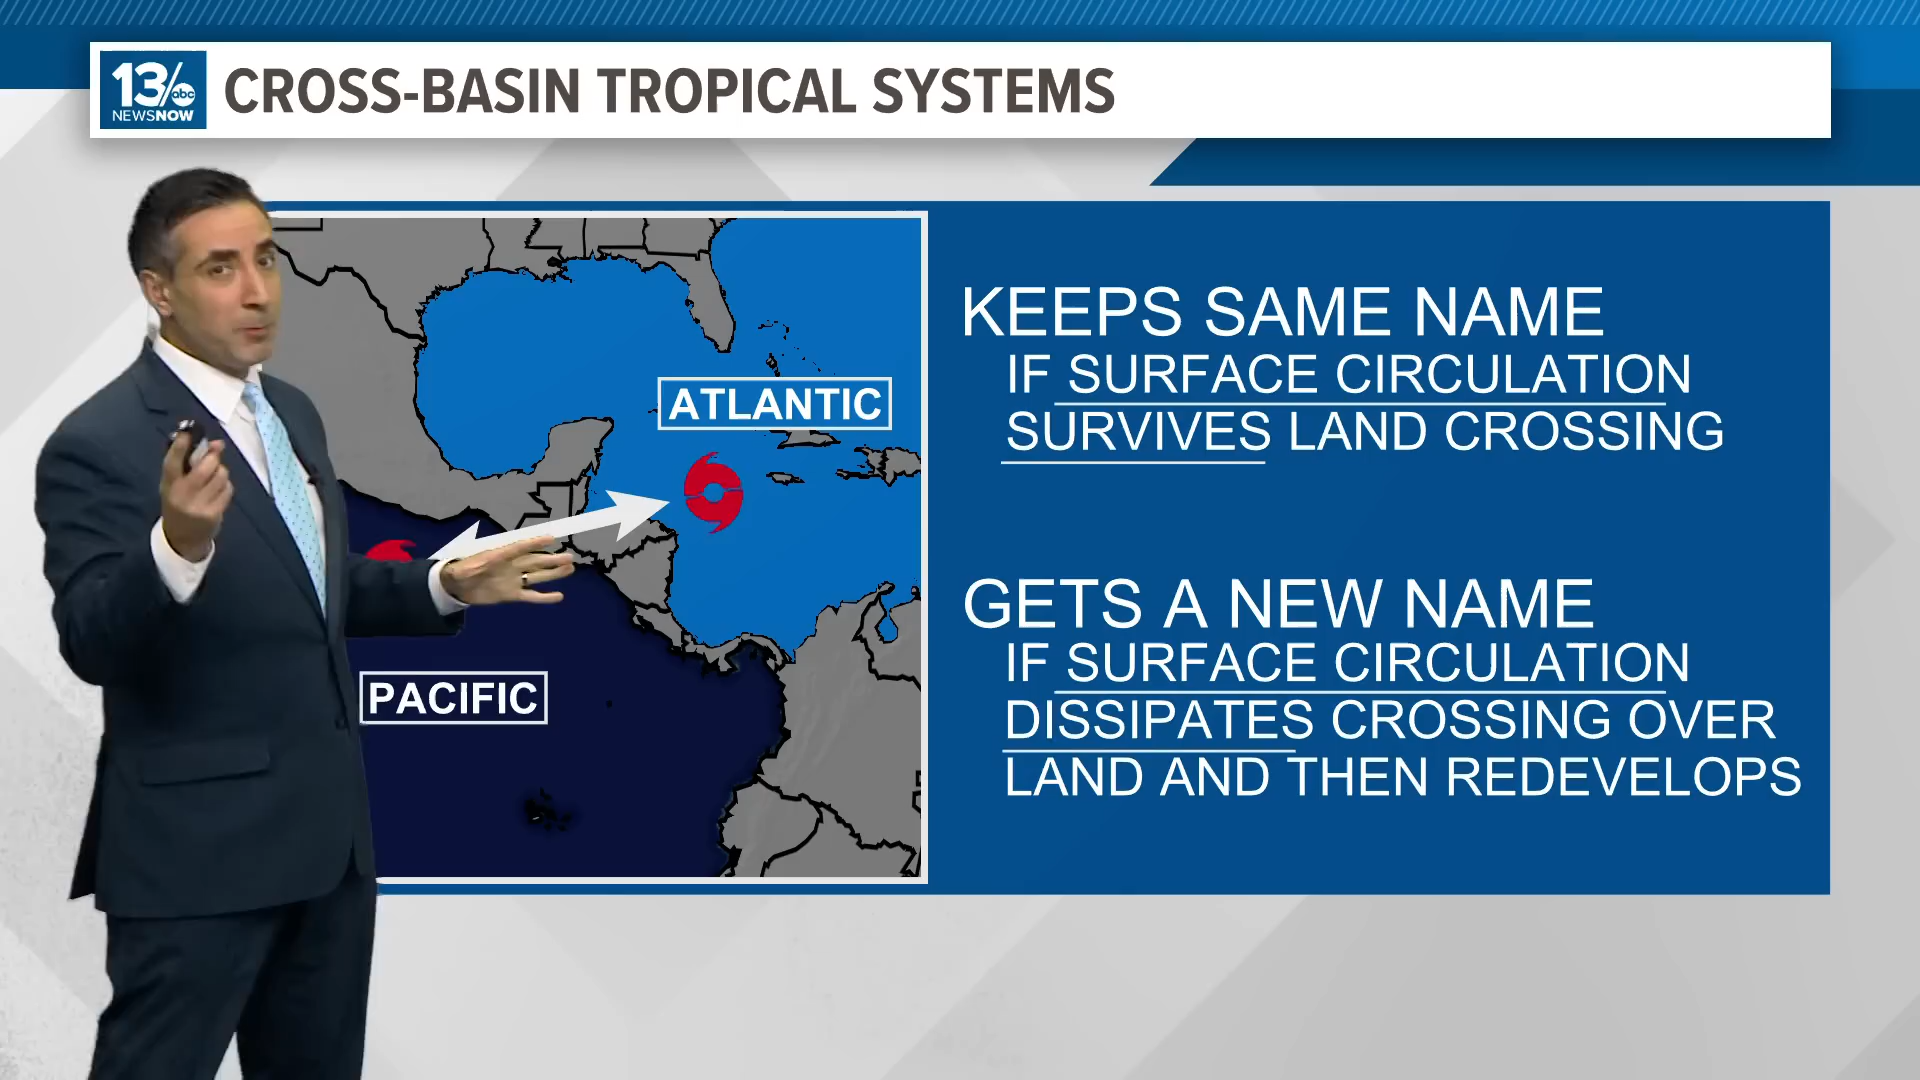 13 abc
NEWSNOW
CROSS-BASIN TROPICAL SYSTEMS
ATLANTIC
PACIFIC
KEEPS SAME NAME
IF SURFACE CIRCULATION
SURVIVES LAND CROSSING
GETS A NEW NAME
IF SURFACE CIRCULATION
DISSIPATES CROSSING OVER
LAND AND THEN REDEVELOPS